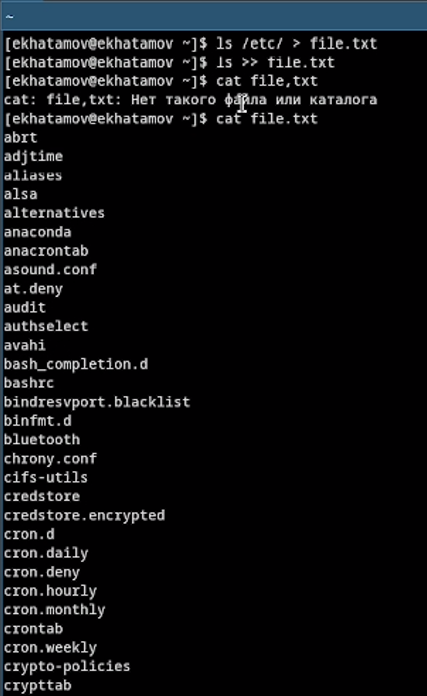 ~
[ekhatamov@ekhatamov ~]$ ls /etc/ > file.txt
[ekhatamov@ekhatamov ~]$ ls >> file.txt
[ekhatamov@ekhatamov ~]$ cat file,txt
cat: file,txt: Нет такого файла или каталога
[ekhatamov@ekhatamov ~]$ cat file.txt
abrt
adjtime
aliases
alsa
alternatives
anaconda
anacrontab
asound.conf
at.deny
audit
authselect
avahi
bash_completion.d
bashrc
bindresvport.blacklist
binfmt.d
bluetooth
chrony.conf
cifs-utils
credstore
credstore.encrypted
cron.d
cron.daily
cron.deny
cron.hourly
cron.monthly
crontab
cron.weekly
crypto-policies
crypttab